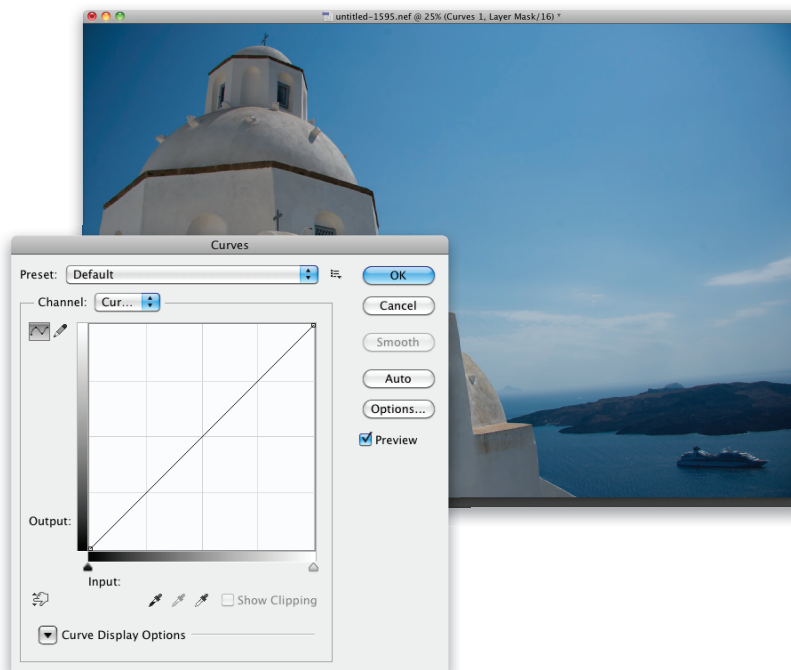 untitled-1595.nef @ 25% (Curves 1, Layer Mask/16) *
Curves
Preset: Default
OK
Channel: Cur...
Cancel
Smooth
Auto
Options...
Preview
Output:
Input:
Show Clipping
Curve Display Options